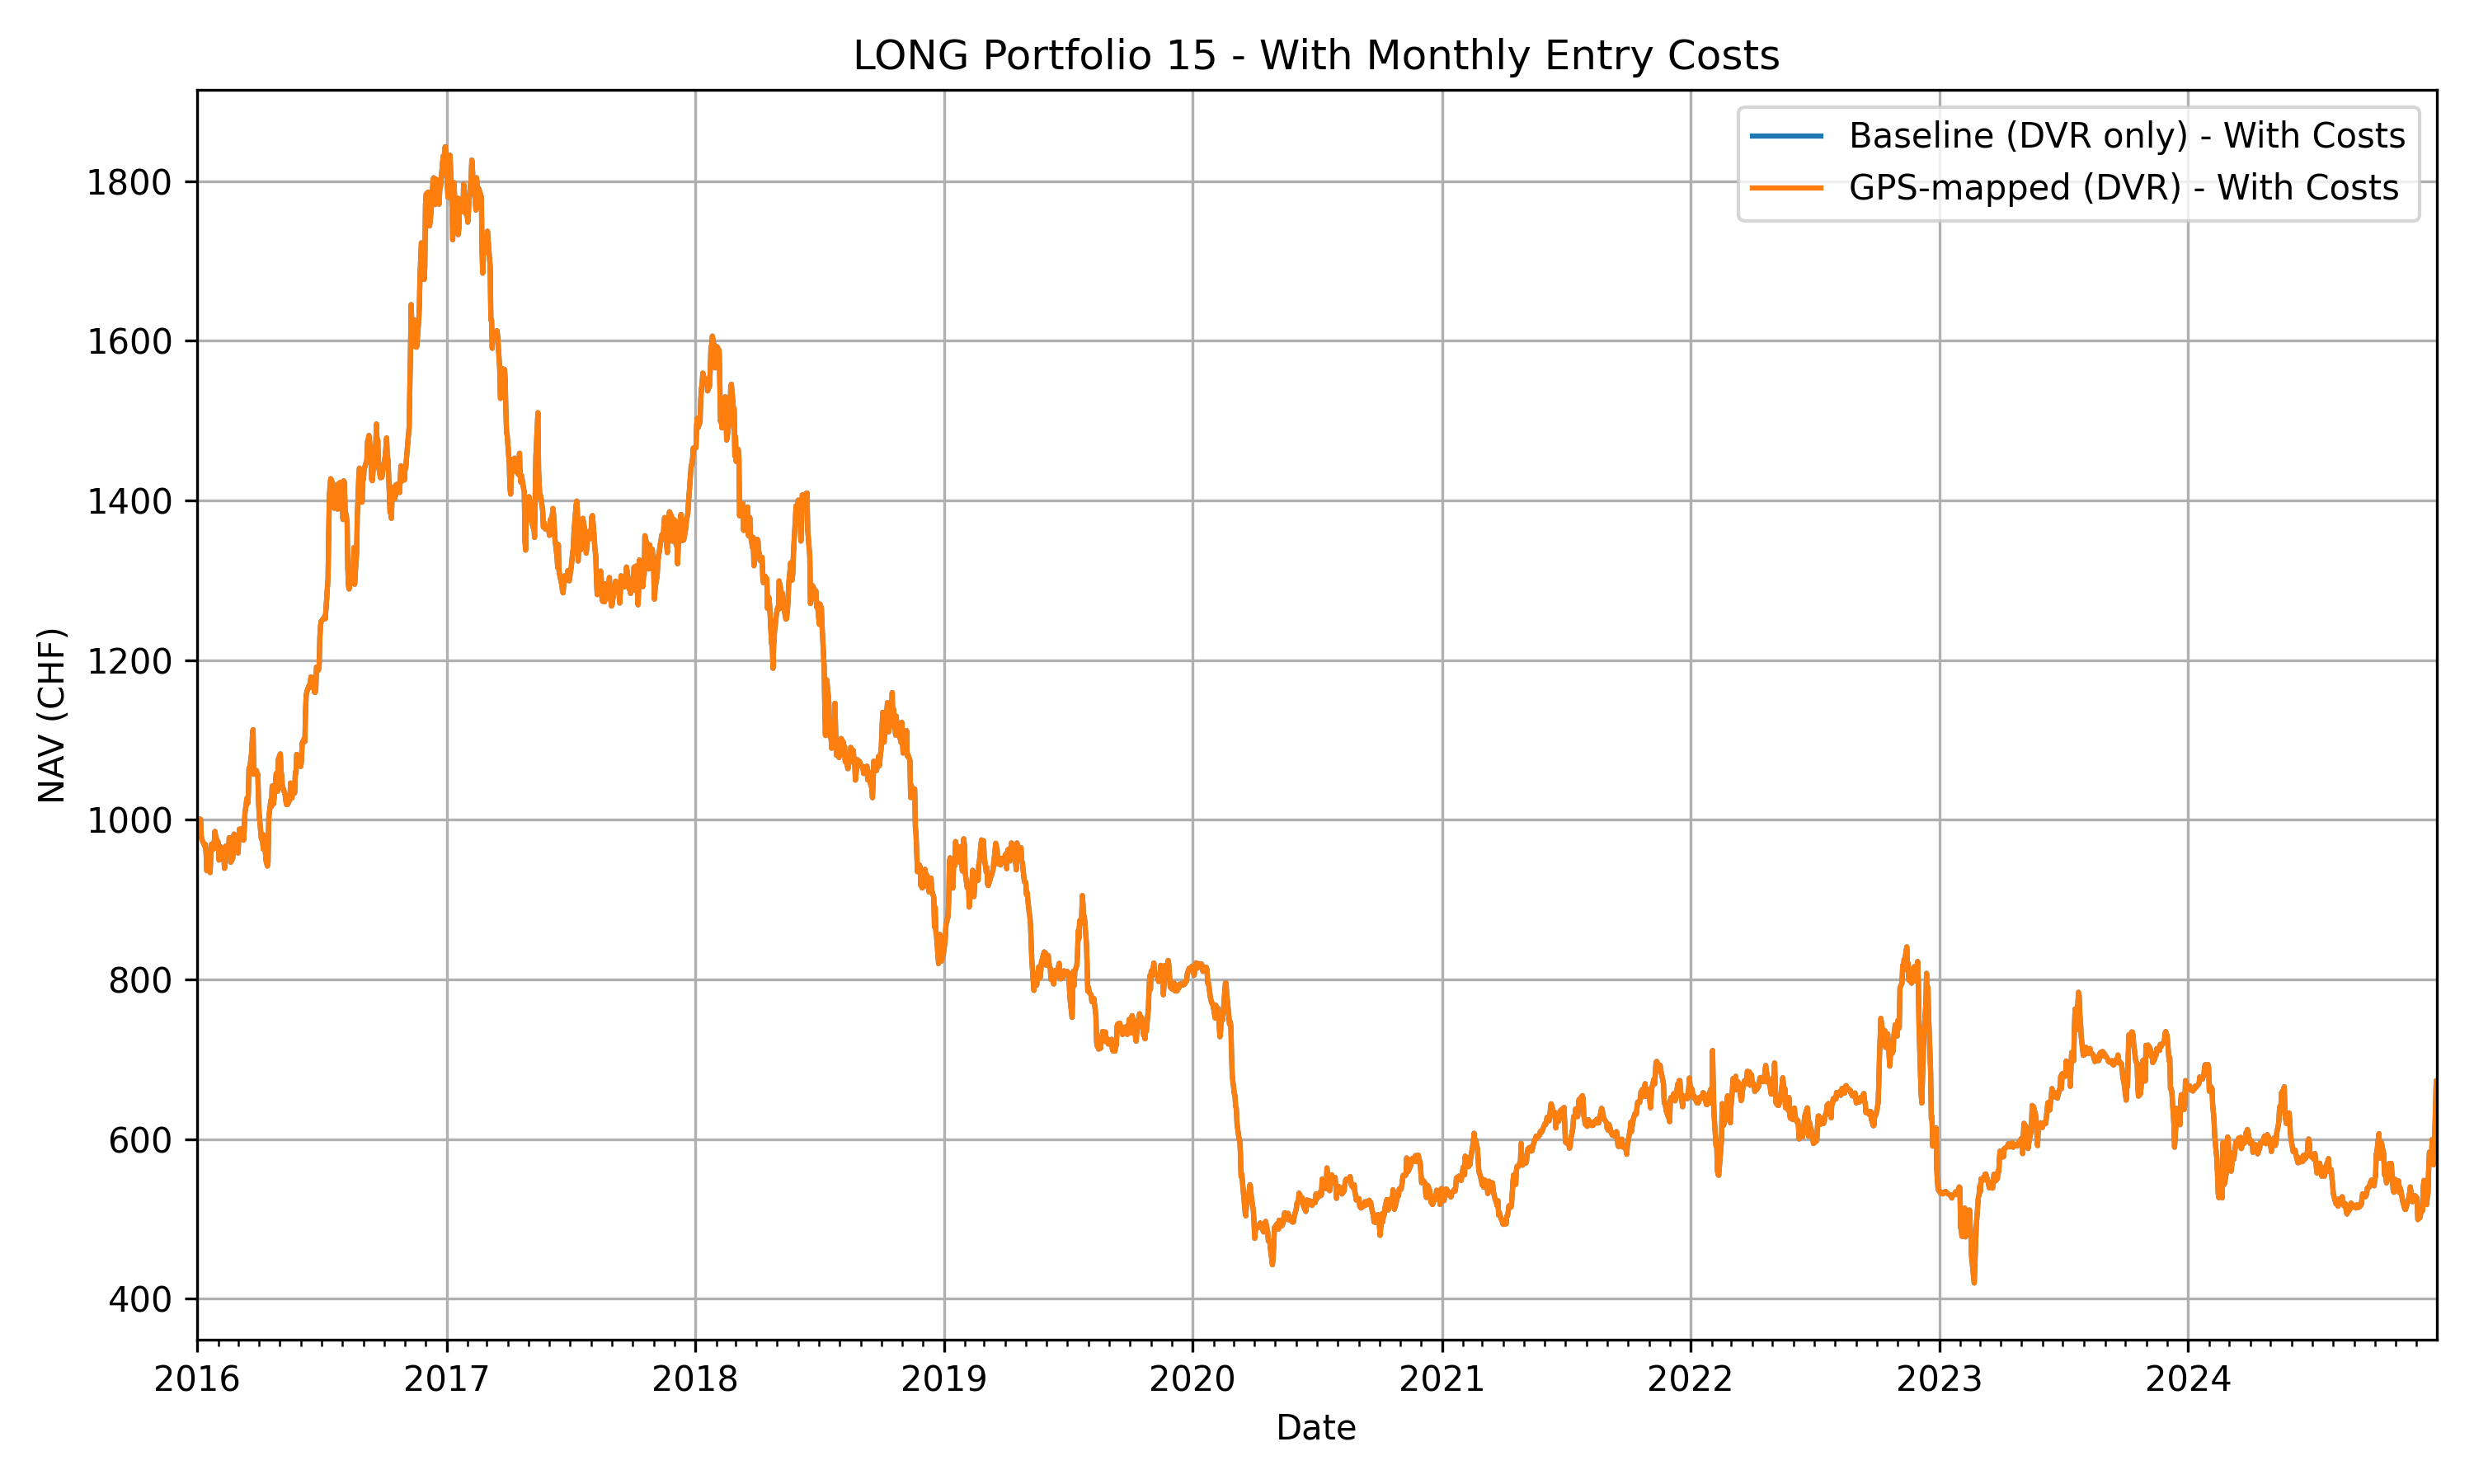 LONG Portfolio 15 - With Monthly Entry Costs
Baseline (DVR only) - With Costs
GPS-mapped (DVR) - With Costs
NAV (CHF)
1800
1600
1400
1200
1000
800
600
400
2016 2017 2018 2019 2020 2021 2022 2023 2024
Date